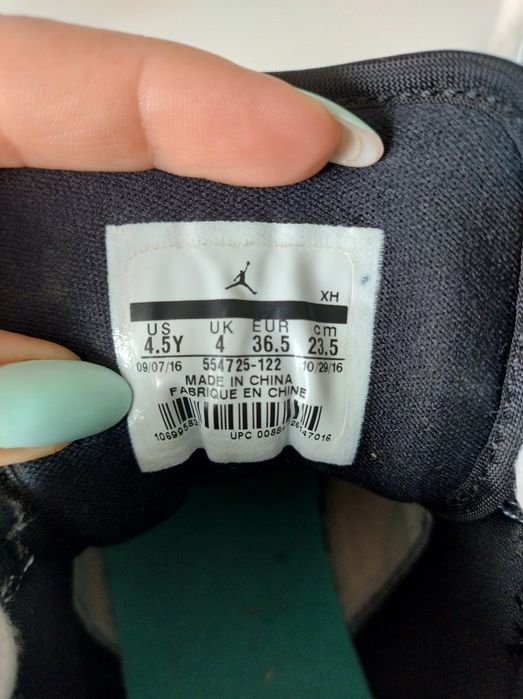 XH
US UK EUR cm
4.5Y 4 36.5 23.5
09/07/16 554725-122 10/29/16
MADE IN CHINA
FABRIQUE EN CHINE
UPC